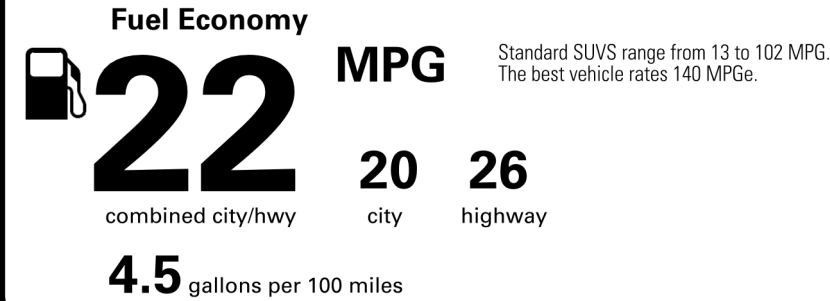 Fuel Economy
22 MPG
Standard SUVS range from 13 to 102 MPG.
The best vehicle rates 140 MPGe.
20 26
combined city/hwy city highway
4.5 gallons per 100 miles